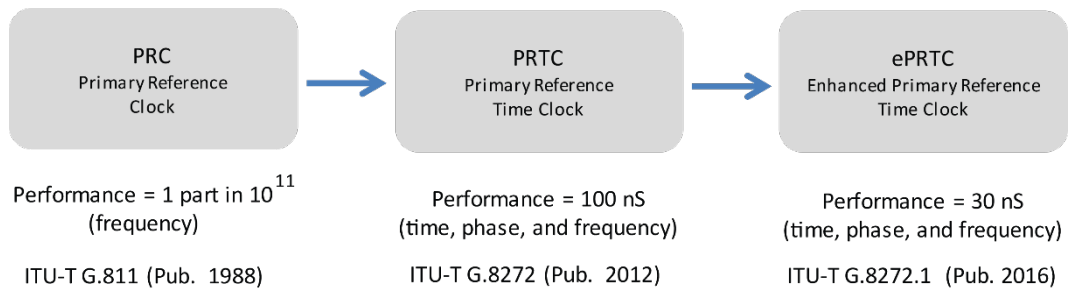 PRC
Primary Reference
Clock
Performance = 1 part in 10¹¹
(frequency)
ITU-T G.811 (Pub. 1988)
PRTC
Primary Reference
Time Clock
Performance = 100 nS
(time, phase, and frequency)
ITU-T G.8272 (Pub. 2012)
ePRTC
Enhanced Primary Reference
Time Clock
Performance = 30 nS
(time, phase, and frequency)
ITU-T G.8272.1 (Pub. 2016)